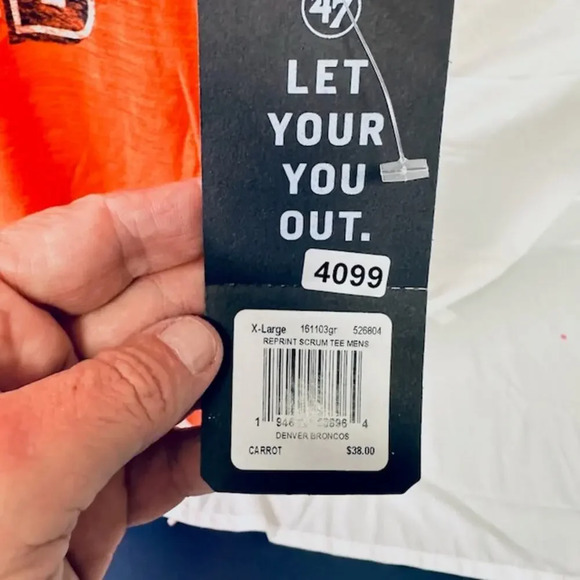 47
LET
YOUR
YOU
OUT.
4099
X-Large 161103gr 526804
REPRINT SCRUM TEE MENS
DENVER BRONCOS
CARROT $38.00